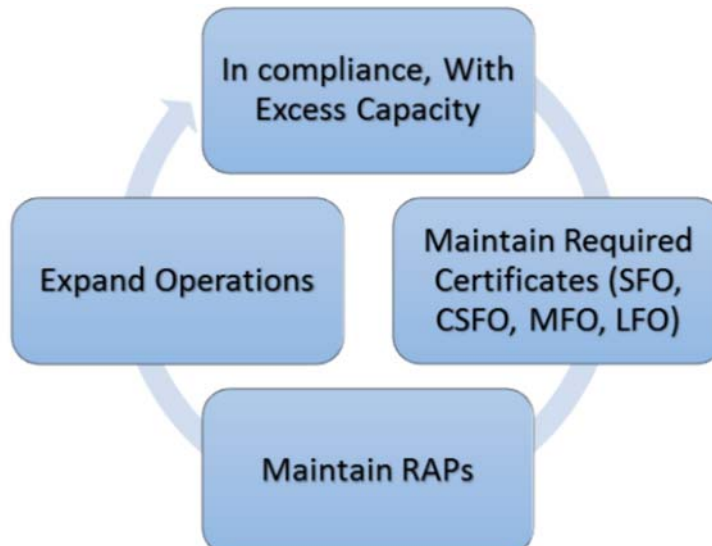 In compliance, With
Excess Capacity
Maintain Required
Certificates (SFO,
CSFO, MFO, LFO)
Maintain RAPs
Expand Operations